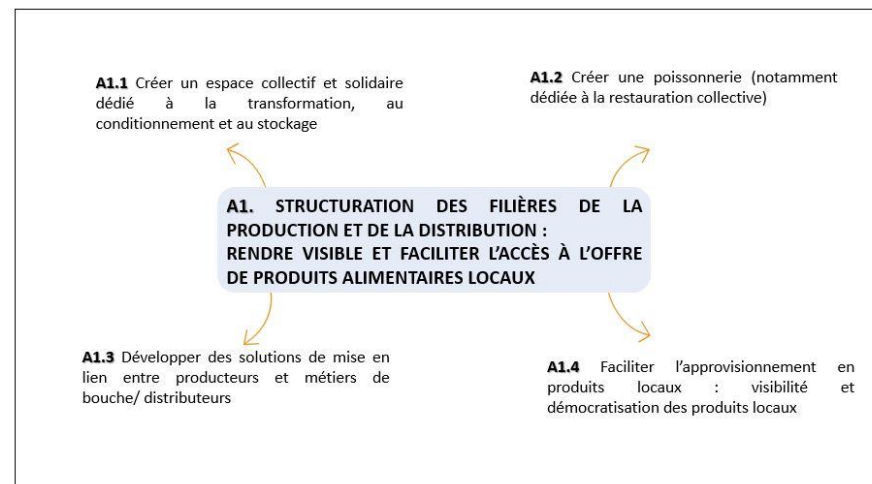 A1.1 Créer un espace collectif et solidaire
dédié à la transformation, au
conditionnement et au stockage
A1.2 Créer une poissonnerie (notamment
dédiée à la restauration collective)
A1. STRUCTURATION DES FILIÈRES DE LA
PRODUCTION ET DE LA DISTRIBUTION :
RENDRE VISIBLE ET FACILITER L’ACCÈS À L’OFFRE
DE PRODUITS ALIMENTAIRES LOCAUX
A1.3 Développer des solutions de mise en
lien entre producteurs et métiers de
bouche/ distributeurs
A1.4 Faciliter l’approvisionnement en
produits locaux : visibilité et
démocratisation des produits locaux